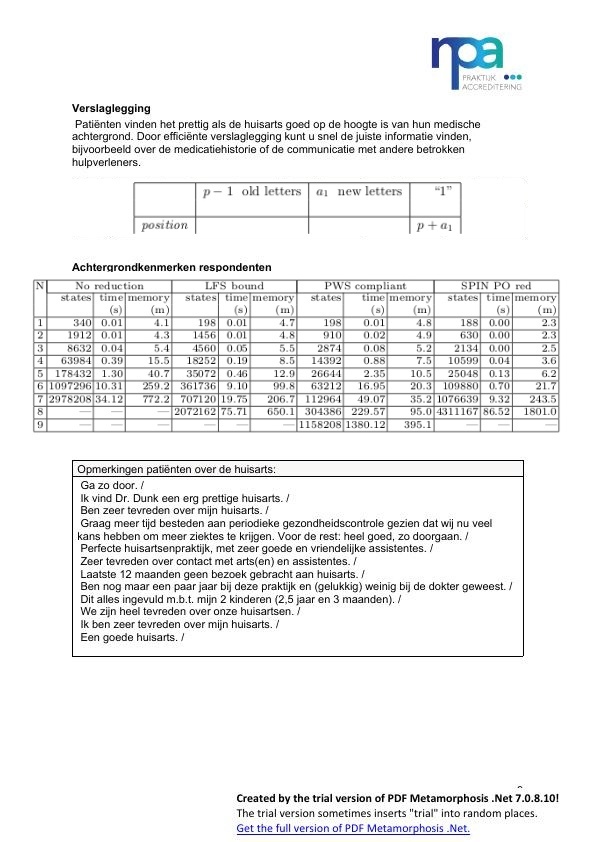 npa
PRAKTIJK
ACCREDITERING
Verslaglegging
Patiënten vinden het prettig als de huisarts goed op de hoogte is van hun medische
achtergrond. Door efficiënte verslaglegging kunt u snel de juiste informatie vinden,
bijvoorbeeld over de medicatiehistorie of de communicatie met andere betrokken
hulpverleners.
p − 1 old letters a₁ new letters “1”
position p + a₁
Achtergrondkenmerken respondenten
N No reduction LFS bound PWS compliant SPIN PO red
states time memory states time memory states time memory states time memory
(s) (m) (s) (m) (s) (m) (s) (m)
1 340 0.01 4.1 198 0.01 4.7 198 0.01 4.8 188 0.00 2.3
2 1912 0.01 4.3 1456 0.01 4.8 910 0.02 4.9 630 0.00 2.3
3 8632 0.04 5.4 5450 0.05 5.5 2874 0.08 5.2 2134 0.00 2.5
4 63984 0.39 15.5 18252 0.19 8.5 14392 0.88 7.5 10599 0.04 3.6
5 178432 1.30 40.7 35072 0.46 12.9 26644 2.35 10.5 25048 0.13 6.2
6 1097296 10.31 259.2 361736 9.10 99.8 63212 16.95 20.3 109880 0.70 21.7
7 2978208 34.12 772.2 707120 19.75 206.7 112964 49.07 35.2 1076639 9.32 243.5
8 — — — 2072162 75.71 650.1 304386 229.57 95.0 4311167 86.52 1801.0
9 — — — — — — 1158208 1380.12 395.1 — — —
Opmerkingen patiënten over de huisarts:
Ga zo door. /
Ik vind Dr. Dunk een erg prettige huisarts. /
Ben zeer tevreden over mijn huisarts. /
Graag meer tijd besteden aan periodieke gezondheidscontrole gezien dat wij nu veel
kans hebben om meer ziektes te krijgen. Voor de rest: heel goed, zo doorgaan. /
Perfecte huisartsenpraktijk, met zeer goede en vriendelijke assistentes. /
Zeer tevreden over contact met arts(en) en assistentes. /
Laatste 12 maanden geen bezoek gebracht aan huisarts. /
Ben nog maar een paar jaar bij deze praktijk en (gelukkig) weinig bij de dokter geweest. /
Dit alles ingevuld m.b.t. mijn 2 kinderen (2,5 jaar en 3 maanden). /
We zijn heel tevreden over onze huisartsen. /
Ik ben zeer tevreden over mijn huisarts. /
Een goede huisarts. /
Created by the trial version of PDF Metamorphosis .Net 7.0.8.10!
The trial version sometimes inserts "trial" into random places.
Get the full version of PDF Metamorphosis .Net.